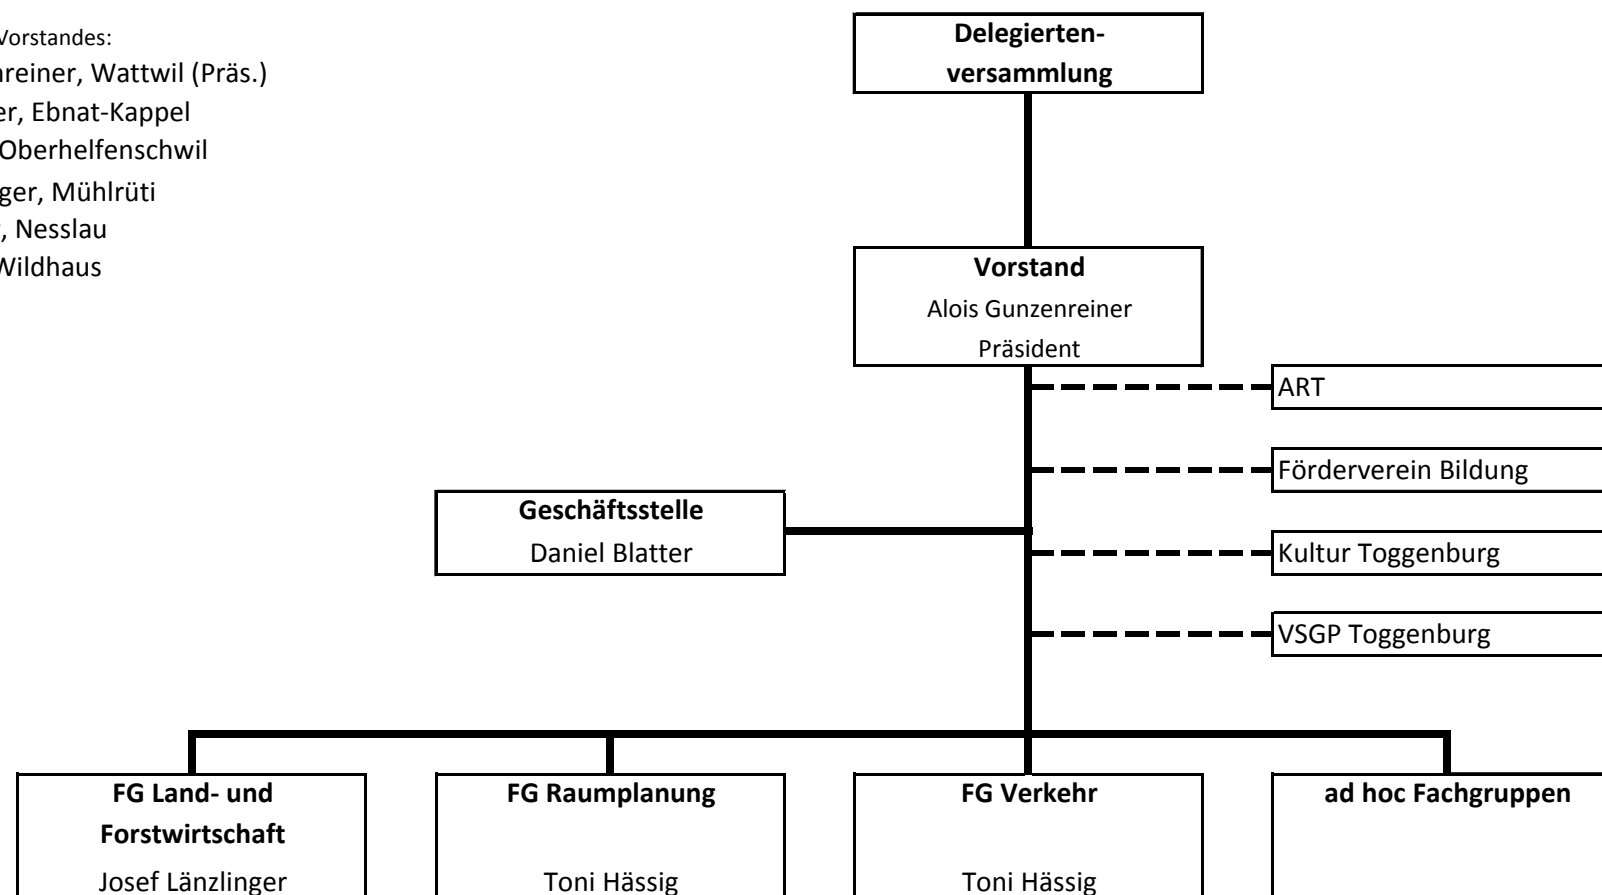 Vorstandes:
nreiner, Wattwil (Präs.)
er, Ebnat-Kappel
Oberhelfenschwil
ger, Mühlrüti
, Nesslau
Wildhaus
Delegierten-
versammlung
Vorstand
Alois Gunzenreiner
Präsident
ART
Förderverein Bildung
Geschäftsstelle
Daniel Blatter
Kultur Toggenburg
VSGP Toggenburg
FG Land- und
Forstwirtschaft
Josef Länzlinger
FG Raumplanung
Toni Hässig
FG Verkehr
Toni Hässig
ad hoc Fachgruppen